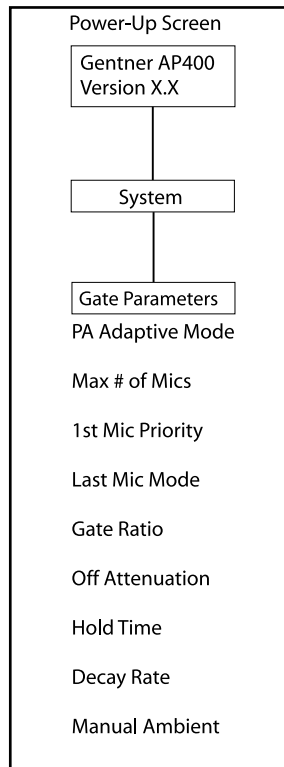 Power-Up Screen
Gentner AP400
Version X.X
System
Gate Parameters
PA Adaptive Mode
Max # of Mics
1st Mic Priority
Last Mic Mode
Gate Ratio
Off Attenuation
Hold Time
Decay Rate
Manual Ambient